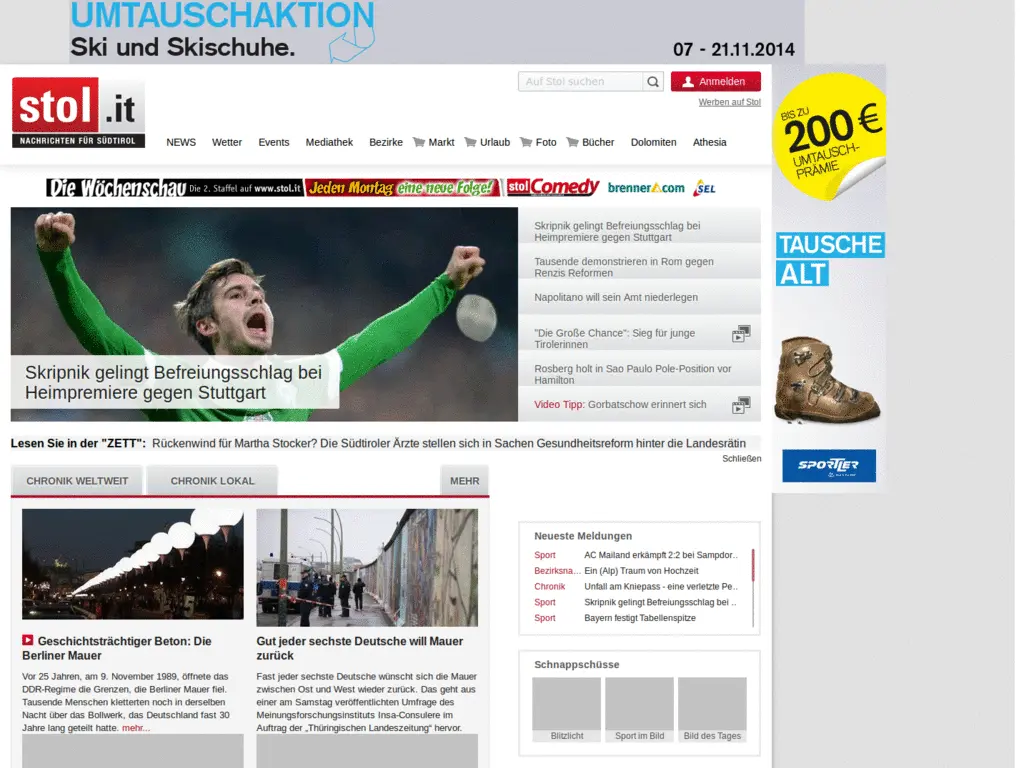 UMTAUSCHAKTION
Ski und Skischuhe.
07 - 21.11.2014
stol .it
NACHRICHTEN FÜR SÜDTIROL
Auf Stol suchen
Anmelden
Werben auf Stol
NEWS Wetter Events Mediathek Bezirke Markt Urlaub Foto Bücher Dolomiten Athesia
BIS ZU
200 €
UMTAUSCH-
PRÄMIE
Die Wochenschau Die 2. Staffel auf www.stol.it Jeden Montag eine neue Folge! stol Comedy brenner.com SEL
Skripnik gelingt Befreiungsschlag bei
Heimpremiere gegen Stuttgart
Skripnik gelingt Befreiungsschlag bei
Heimpremiere gegen Stuttgart
Tausende demonstrieren in Rom gegen
Renzis Reformen
Napolitano will sein Amt niederlegen
"Die Große Chance": Sieg für junge
Tirolerinnen
Rosberg holt in Sao Paulo Pole-Position vor
Hamilton
Video Tipp: Gorbatschow erinnert sich
TAUSCHE
ALT
SPORTLER
Lesen Sie in der "ZETT": Rückenwind für Martha Stocker? Die Südtiroler Ärzte stellen sich in Sachen Gesundheitsreform hinter die Landesrätin
Schließen
CHRONIK WELTWEIT CHRONIK LOKAL MEHR
Geschichtsträchtiger Beton: Die
Berliner Mauer
Vor 25 Jahren, am 9. November 1989, öffnete das
DDR-Regime die Grenzen, die Berliner Mauer fiel.
Tausende Menschen kletterten noch in derselben
Nacht über das Bollwerk, das Deutschland fast 30
Jahre lang geteilt hatte. mehr...
Gut jeder sechste Deutsche will Mauer
zurück
Fast jeder sechste Deutsche wünscht sich die Mauer
zwischen Ost und West wieder zurück. Das geht aus
einer am Samstag veröffentlichten Umfrage des
Meinungsforschungsinstituts Insa-Consulere im
Auftrag der „Thüringischen Landeszeitung“ hervor.
Neueste Meldungen
Sport AC Mailand erkämpft 2:2 bei Sampdor..
Bezirksna... Ein (Alp) Traum von Hochzeit
Chronik Unfall am Kniepass - eine verletzte Pe..
Sport Skripnik gelingt Befreiungsschlag bei ..
Sport Bayern festigt Tabellenspitze
Schnappschüsse
Blitzlicht Sport im Bild Bild des Tages